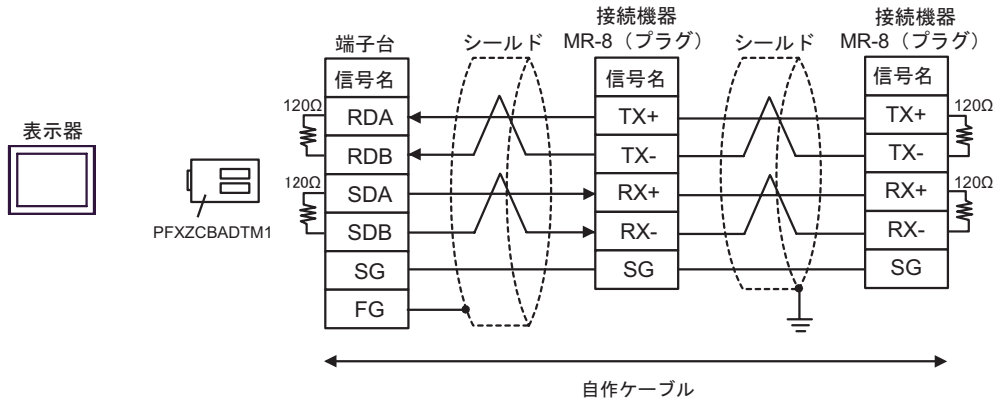 表示器
PFXZCBADTM1
端子台
信号名
RDA
RDB
SDA
SDB
SG
FG
120Ω
120Ω
シールド
接続機器
MR-8（プラグ）
信号名
TX+
TX-
RX+
RX-
SG
シールド
接続機器
MR-8（プラグ）
信号名
TX+
TX-
RX+
RX-
SG
120Ω
120Ω
自作ケーブル